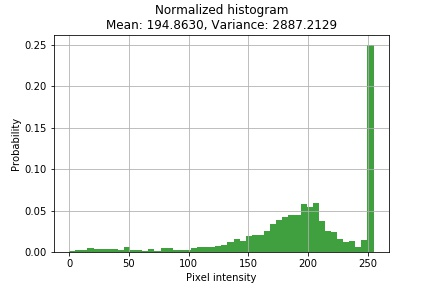 Normalized histogram
Mean: 194.8630, Variance: 2887.2129
Probability
0.25
0.20
0.15
0.10
0.05
0.00
0 50 100 150 200 250
Pixel intensity